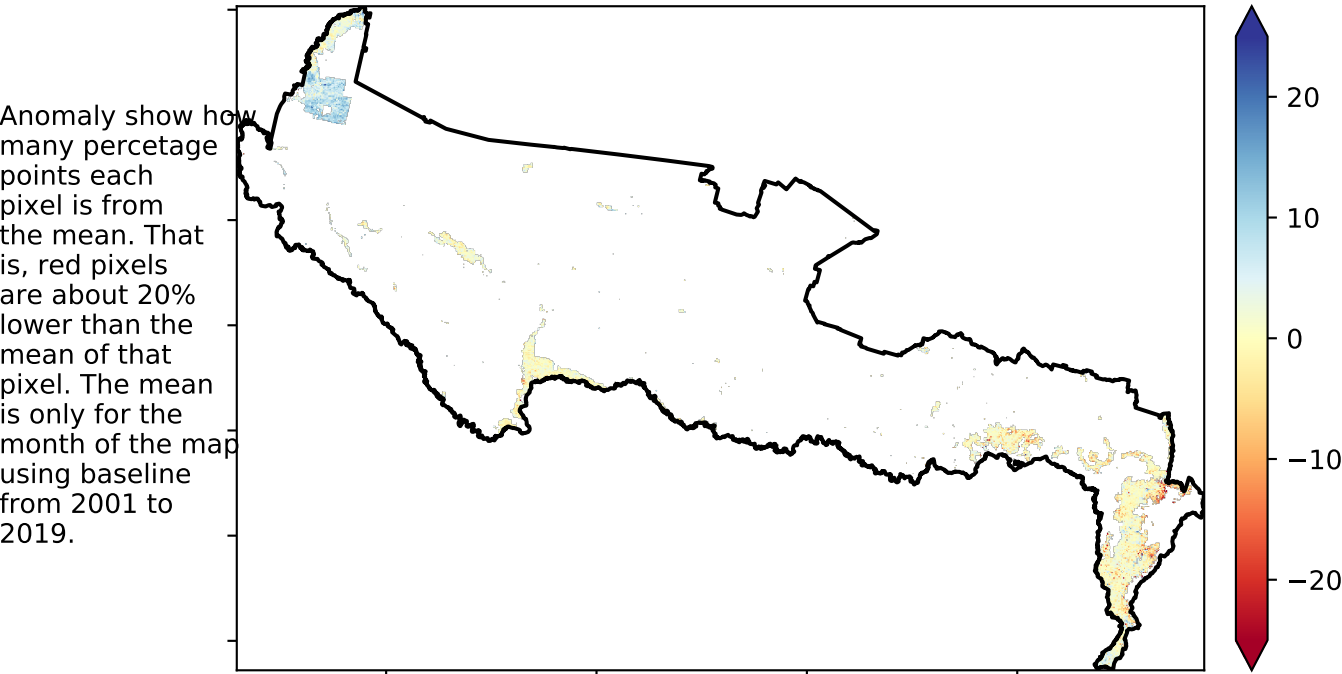 Anomaly show how
many percetage
points each
pixel is from
the mean. That
is, red pixels
are about 20%
lower than the
mean of that
pixel. The mean
is only for the
month of the map
using baseline
from 2001 to
2019.
20
10
0
−10
−20